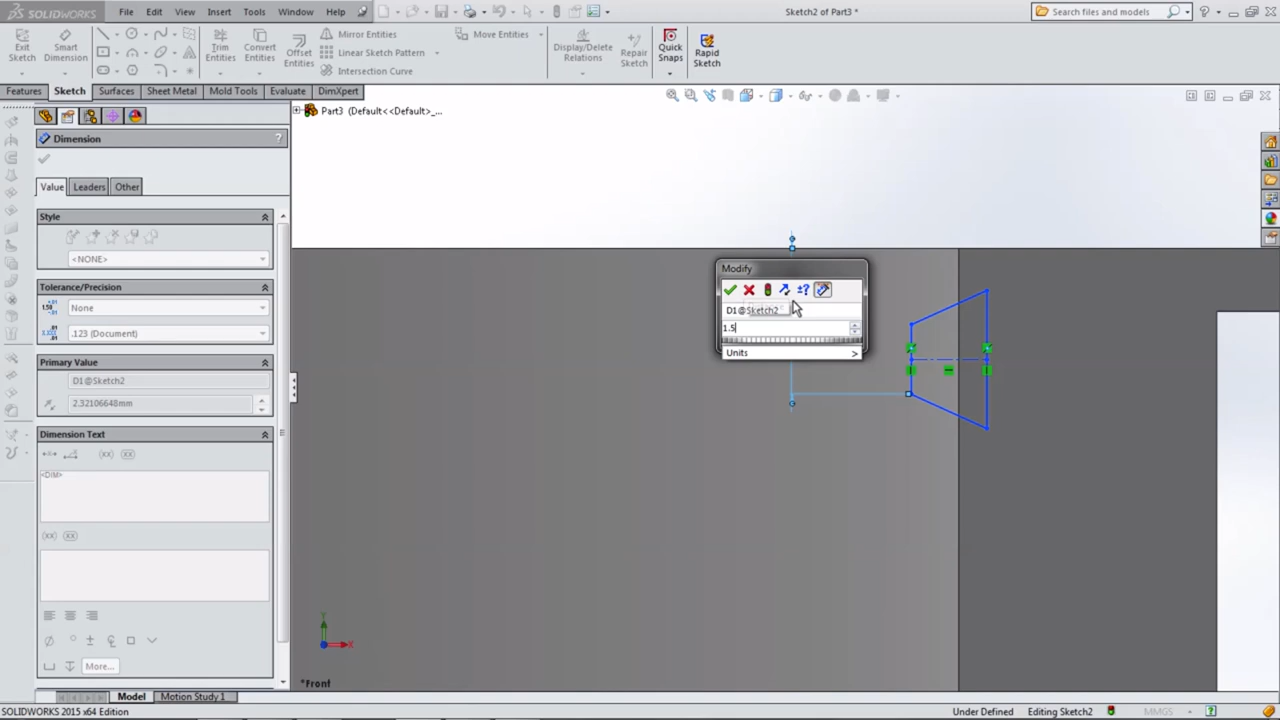 SOLIDWORKS
File Edit View Insert Tools Window Help
Sketch2 of Part3 *
Search files and models
Exit Sketch
Smart Dimension
Trim Entities
Convert Entities
Offset Entities
Mirror Entities
Linear Sketch Pattern
Intersection Curve
Move Entities
Display/Delete Relations
Repair Sketch
Quick Snaps
Rapid Sketch
Features Sketch Surfaces Sheet Metal Mold Tools Evaluate DimXpert
Part3 (Default<<Default>_...
Dimension ?
Value Leaders Other
Style
<NONE>
Tolerance/Precision
None
.123 (Document)
Primary Value
D1@Sketch2
2.32106648mm
Dimension Text
<DIM>
More...
Modify
D1@Sketch2
1.5
Units >
Y
X
*Front
Model Motion Study 1
SOLIDWORKS 2015 x64 Edition
Under Defined Editing Sketch2 MMGS